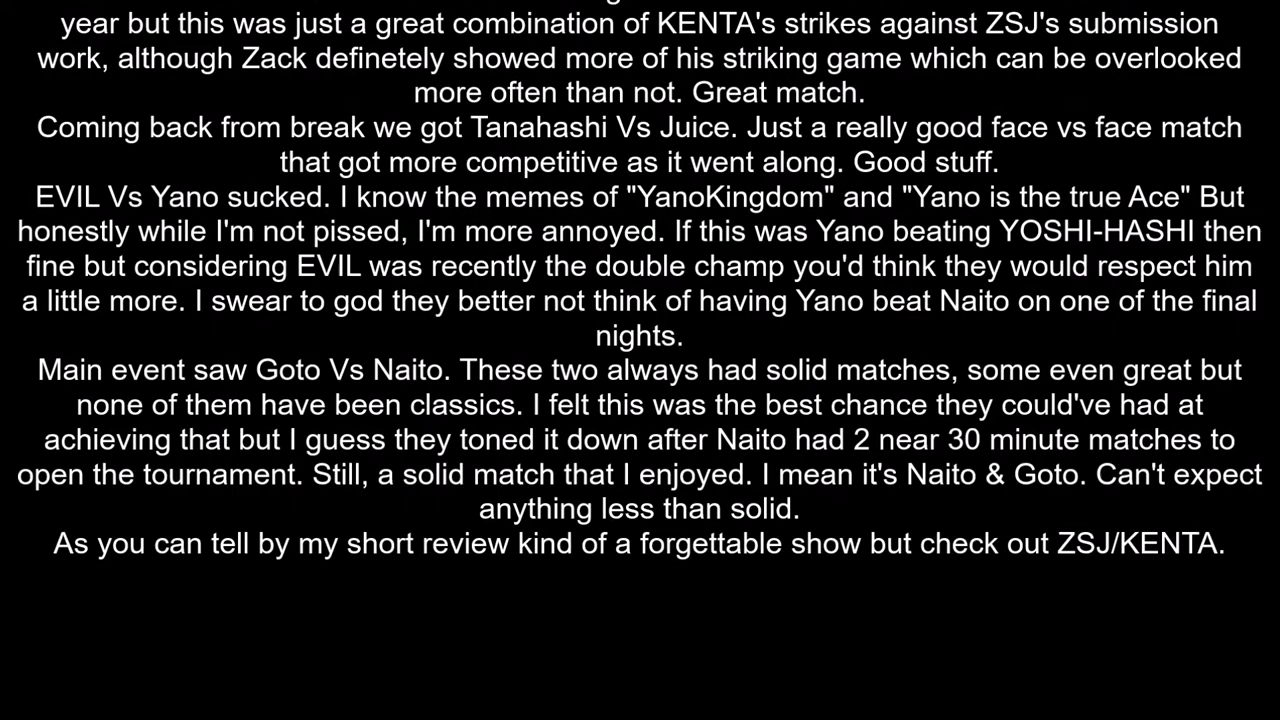 year but this was just a great combination of KENTA's strikes against ZSJ's submission
work, although Zack definetely showed more of his striking game which can be overlooked
more often than not. Great match.
Coming back from break we got Tanahashi Vs Juice. Just a really good face vs face match
that got more competitive as it went along. Good stuff.
EVIL Vs Yano sucked. I know the memes of "YanoKingdom" and "Yano is the true Ace" But
honestly while I'm not pissed, I'm more annoyed. If this was Yano beating YOSHI-HASHI then
fine but considering EVIL was recently the double champ you'd think they would respect him
a little more. I swear to god they better not think of having Yano beat Naito on one of the final
nights.
Main event saw Goto Vs Naito. These two always had solid matches, some even great but
none of them have been classics. I felt this was the best chance they could've had at
achieving that but I guess they toned it down after Naito had 2 near 30 minute matches to
open the tournament. Still, a solid match that I enjoyed. I mean it's Naito & Goto. Can't expect
anything less than solid.
As you can tell by my short review kind of a forgettable show but check out ZSJ/KENTA.